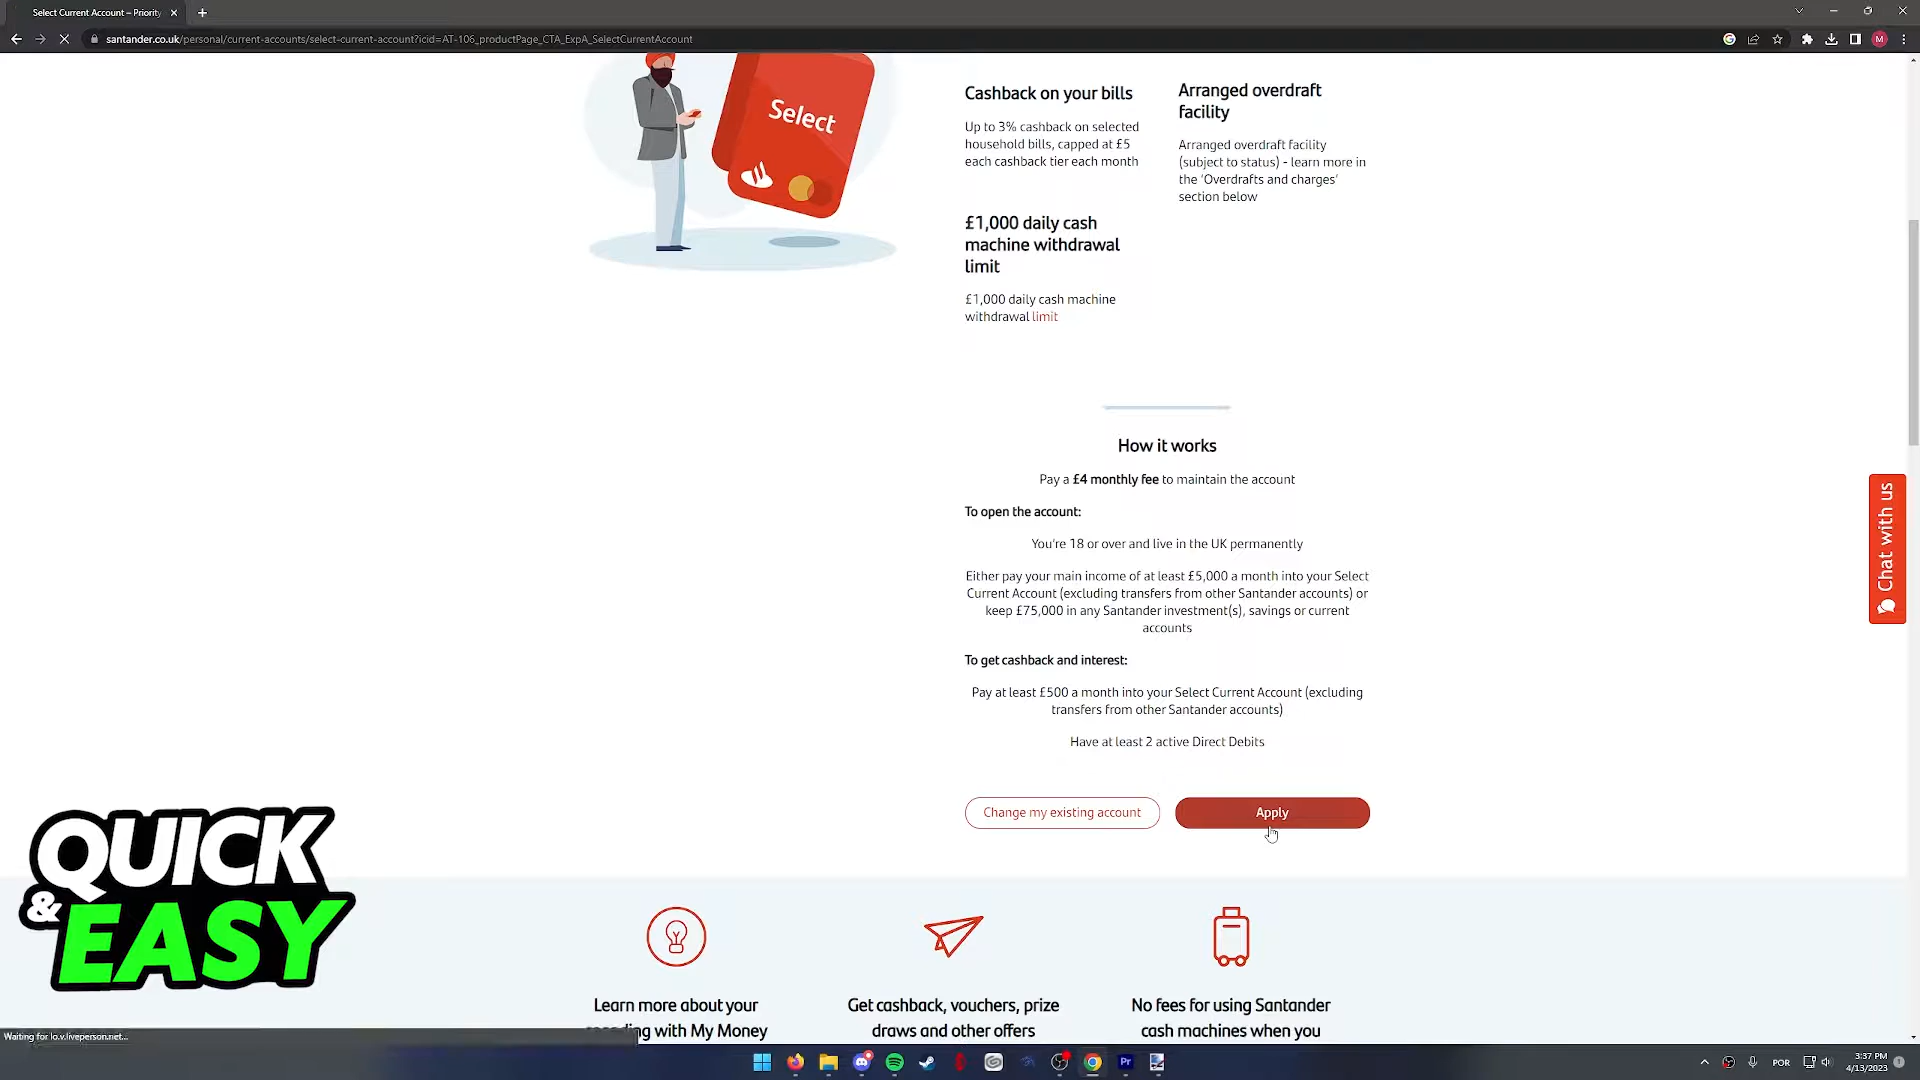 Select Current Account – Priority
santander.co.uk/personal/current-accounts/select-current-account?icid=AT-106_productPage_CTA_ExpA_SelectCurrentAccount
M
Select
Cashback on your bills
Up to 3% cashback on selected
household bills, capped at £5
each cashback tier each month
Arranged overdraft
facility
Arranged overdraft facility
(subject to status) - learn more in
the ‘Overdrafts and charges’
section below
£1,000 daily cash
machine withdrawal
limit
£1,000 daily cash machine
withdrawal limit
How it works
Pay a £4 monthly fee to maintain the account
To open the account:
You’re 18 or over and live in the UK permanently
Either pay your main income of at least £5,000 a month into your Select
Current Account (excluding transfers from other Santander accounts) or
keep £75,000 in any Santander investment(s), savings or current
accounts
To get cashback and interest:
Pay at least £500 a month into your Select Current Account (excluding
transfers from other Santander accounts)
Have at least 2 active Direct Debits
Change my existing account
Apply
Chat with us
QUICK
& EASY
Learn more about your
spending with My Money
Get cashback, vouchers, prize
draws and other offers
No fees for using Santander
cash machines when you
Waiting for lo.v.liveperson.net...
Pr
POR
3:37 PM
4/13/2023